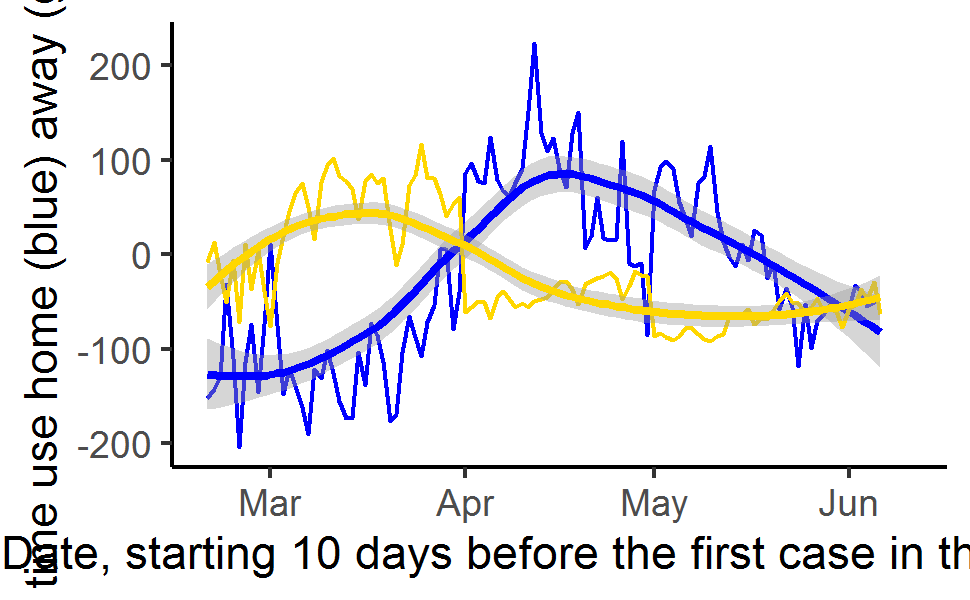 time use home (blue) away (
200
100
0
-100
-200
Mar Apr May Jun
Date, starting 10 days before the first case in th